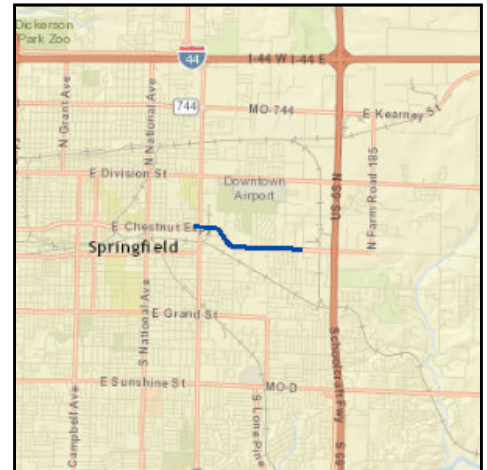 Dickerson
Park Zoo
44
I-44 W I-44 E
N Grant Ave
N National Ave
744
MO-744
E Kearney St
E Division St
Downtown
Airport
US 65 N
N Farm Road 185
E Chestnut Ex
Springfield
S National Ave
E Grand St
Schoolcraft Fwy
E Sunshine St
MO-D
Campbell Ave
S Lone Pine
S 65